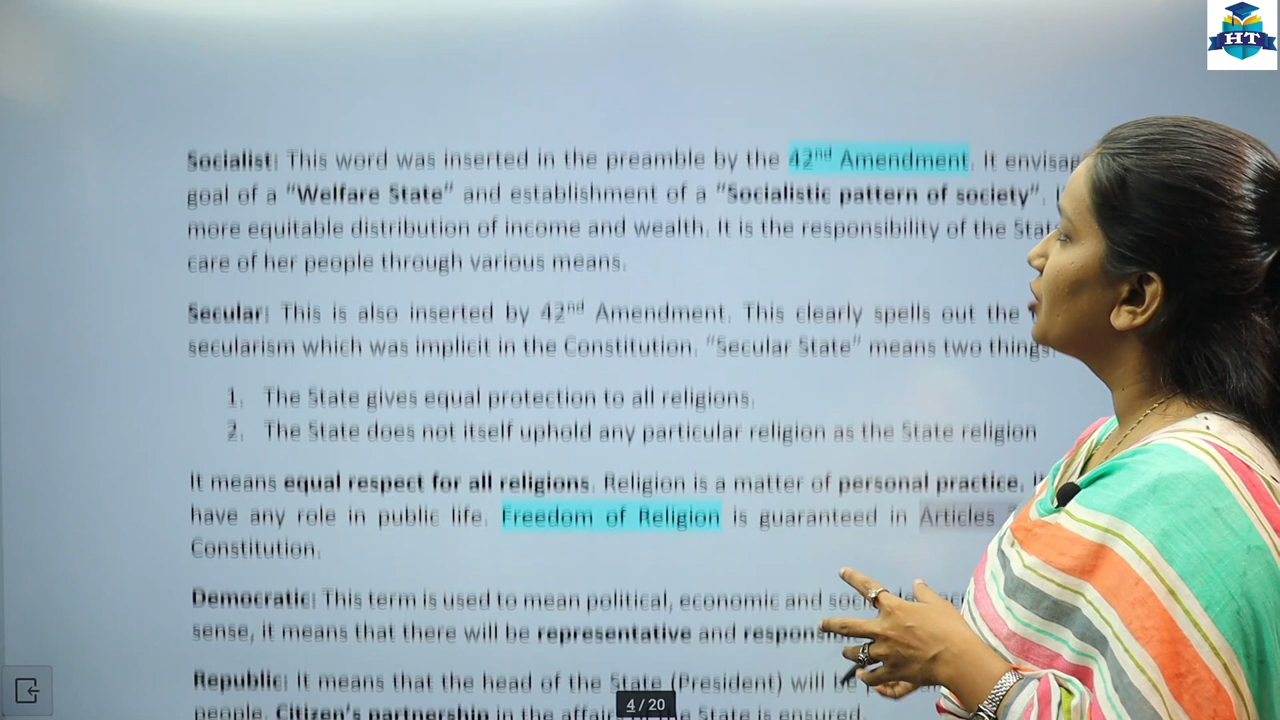 HT
Socialist: This word was inserted in the preamble by the 42nd Amendment. It envisag
goal of a “Welfare State” and establishment of a “Socialistic pattern of society”.
more equitable distribution of income and wealth. It is the responsibility of the Stat
care of her people through various means.
Secular: This is also inserted by 42nd Amendment. This clearly spells out the
secularism which was implicit in the Constitution. “Secular State” means two things:
1. The State gives equal protection to all religions.
2. The State does not itself uphold any particular religion as the State religion
It means equal respect for all religions. Religion is a matter of personal practice.
have any role in public life. Freedom of Religion is guaranteed in Articles
Constitution.
Democratic: This term is used to mean political, economic and
sense, it means that there will be representative and
Republic: It means that the head of the State (President) will be
people. Citizen’s partnership in the State is ensured.
4 / 20